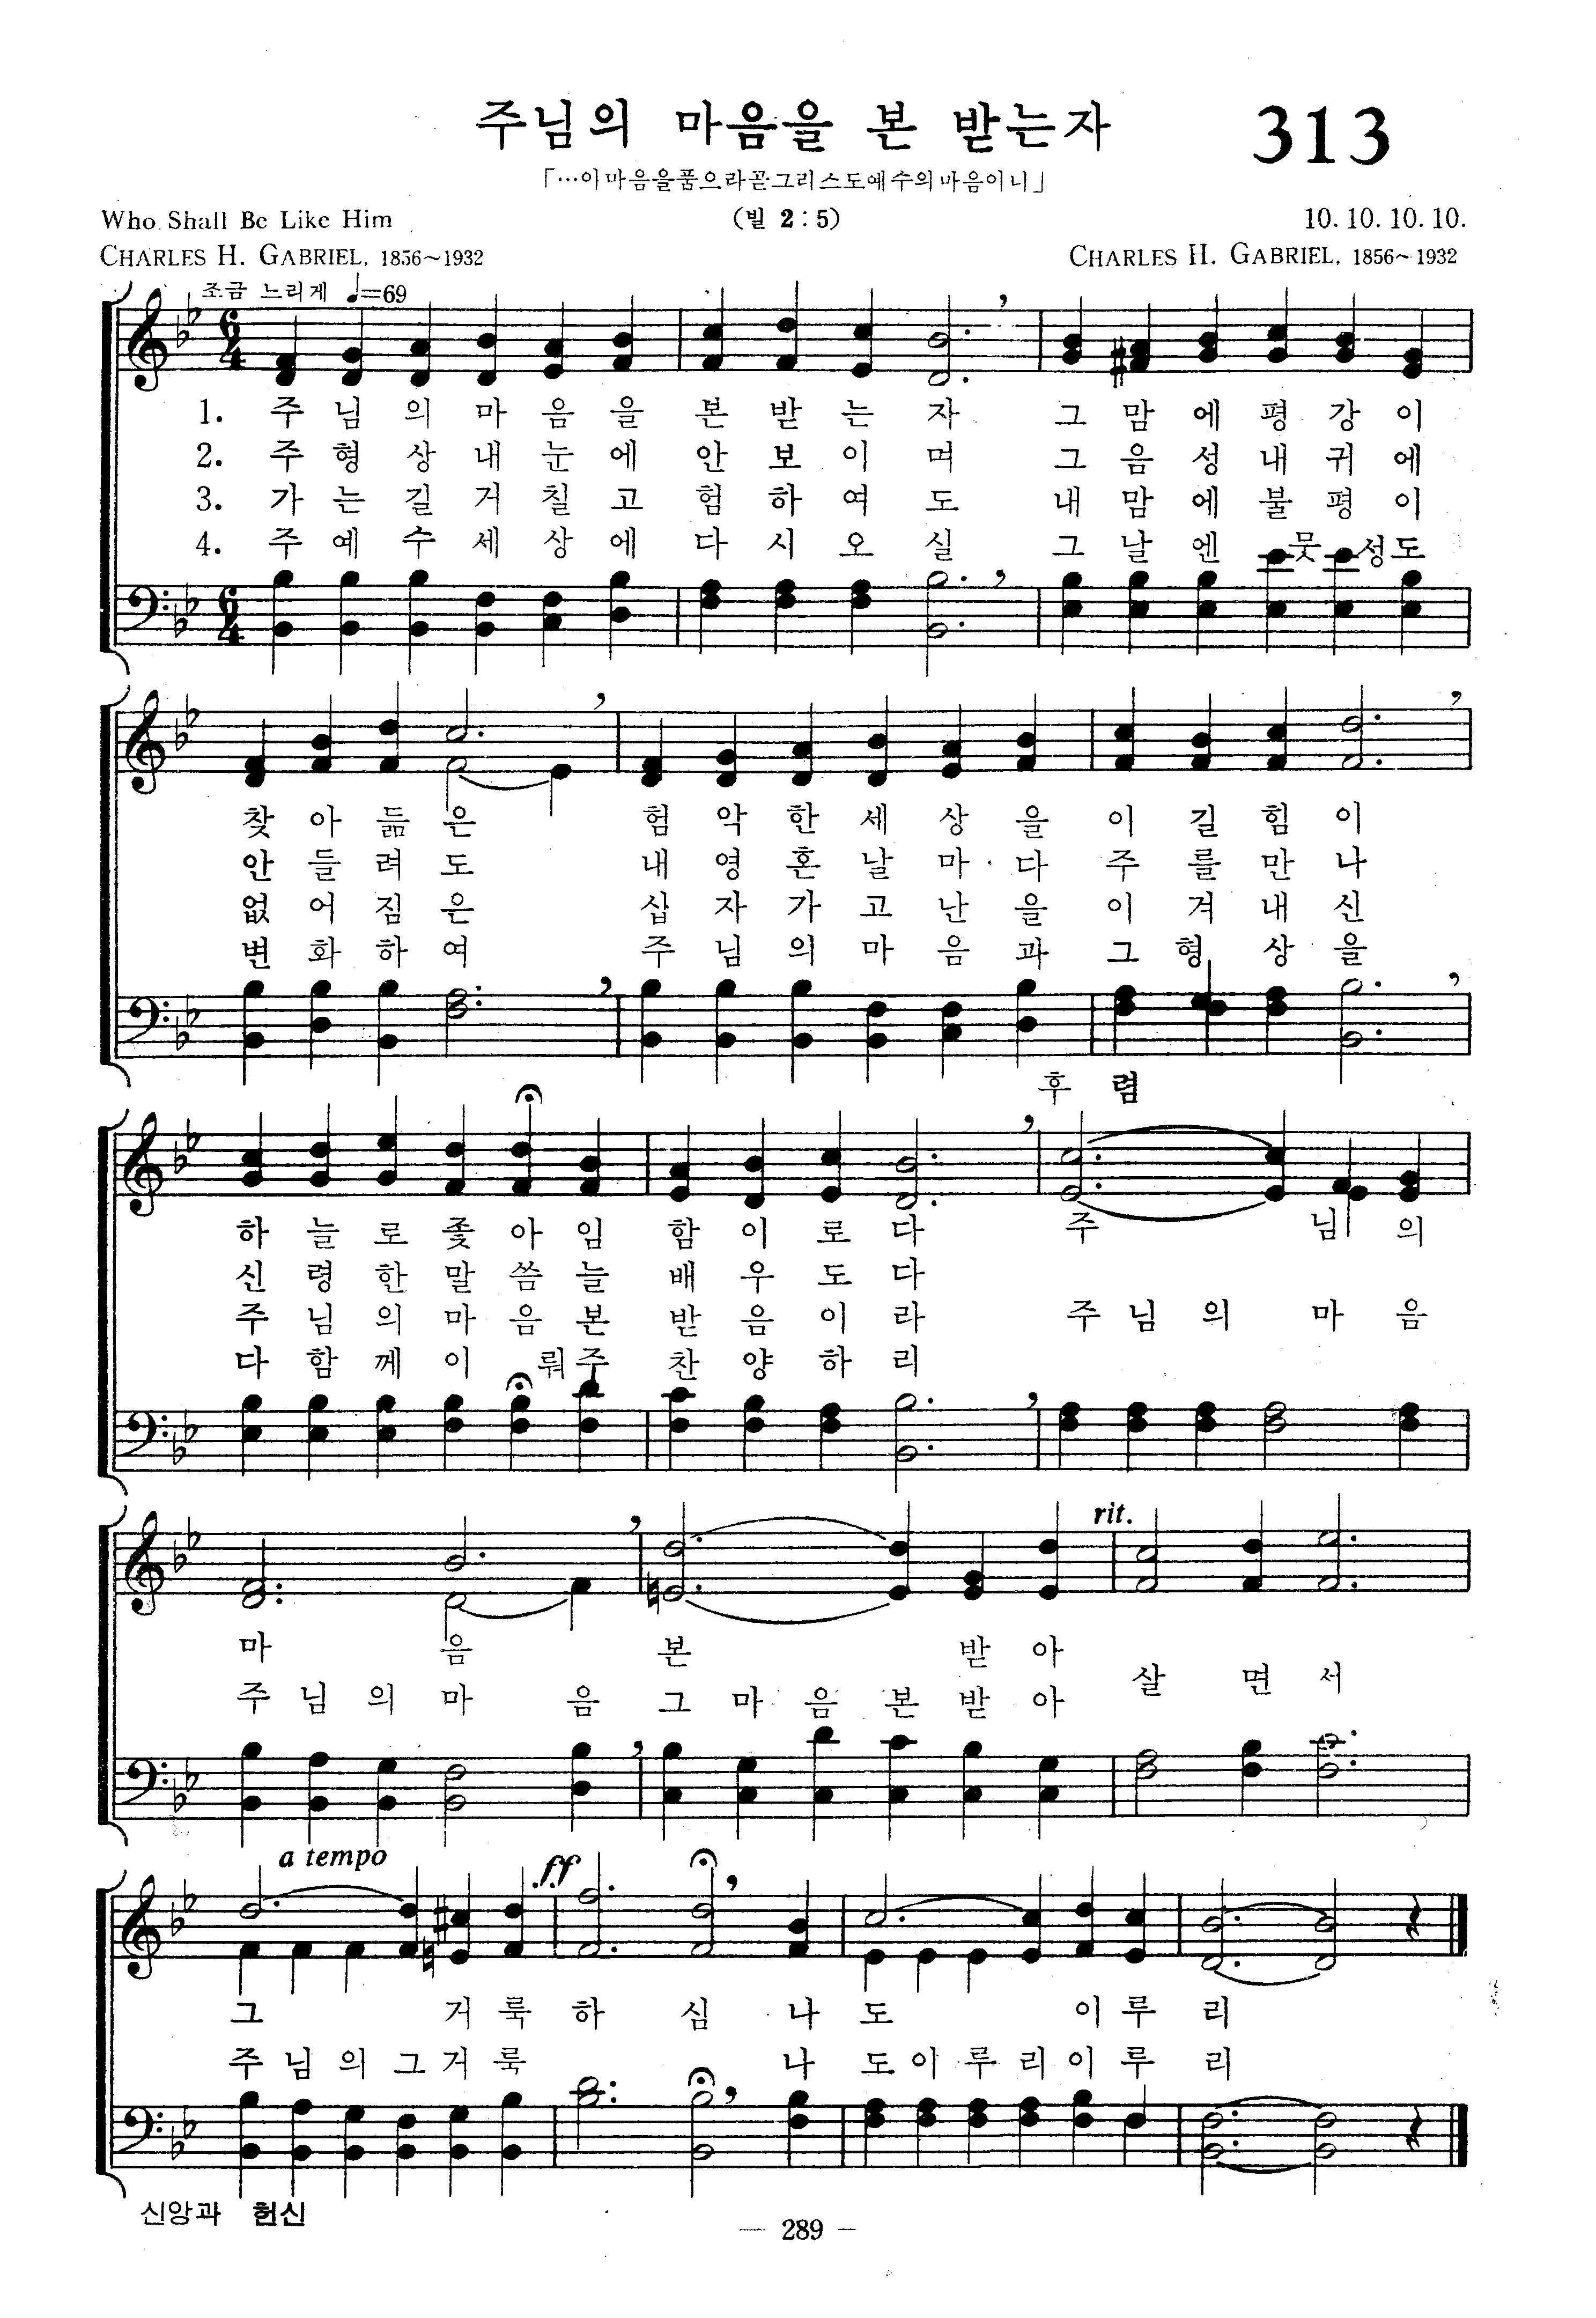 주님의 마음을 본 받는자
313
「…이마음을품으라곧그리스도예수의마음이니」
Who Shall Be Like Him
(빌 2:5)
10. 10. 10. 10.
CHARLES H. GABRIEL, 1856~1932
CHARLES H. GABRIEL, 1856~1932
조금 느리게 ♩=69
1. 주 님 의 마 음 을 본 받 는 자 그 맘 에 평 강 이
2. 주 형 상 내 눈 에 안 보 이 며 그 음 성 내 귀 에
3. 가 는 길 거 칠 고 험 하 여 도 내 맘 에 불 평 이
4. 주 예 수 세 상 에 다 시 오 실 그 날 엔 뭇 성도
찾 아 듦 은 험 악 한 세 상 을 이 길 힘 이
안 들 려 도 내 영 혼 날 마 다 주 를 만 나
없 어 짐 은 십 자 가 고 난 을 이 겨 내 신
변 화 하 여 주 님 의 마 음 과 그 형 상 을
후 렴
하 늘 로 좇 아 임 함 이 로 다 주 님 의
신 령 한 말 씀 늘 배 우 도 다
주 님 의 마 음 본 받 음 이 라 주 님 의 마 음
다 함 께 이 뤄 주 찬 양 하 리
rit.
마 음 본 받 아
살 면 서
주 님 의 마 음 그 마 음 본 받 아
a tempo
ff
그 거 룩 하 심 나 도 이 루 리
주 님 의 그 거 룩 나 도 이 루 리 이 루 리
신앙과 헌신
— 289 —